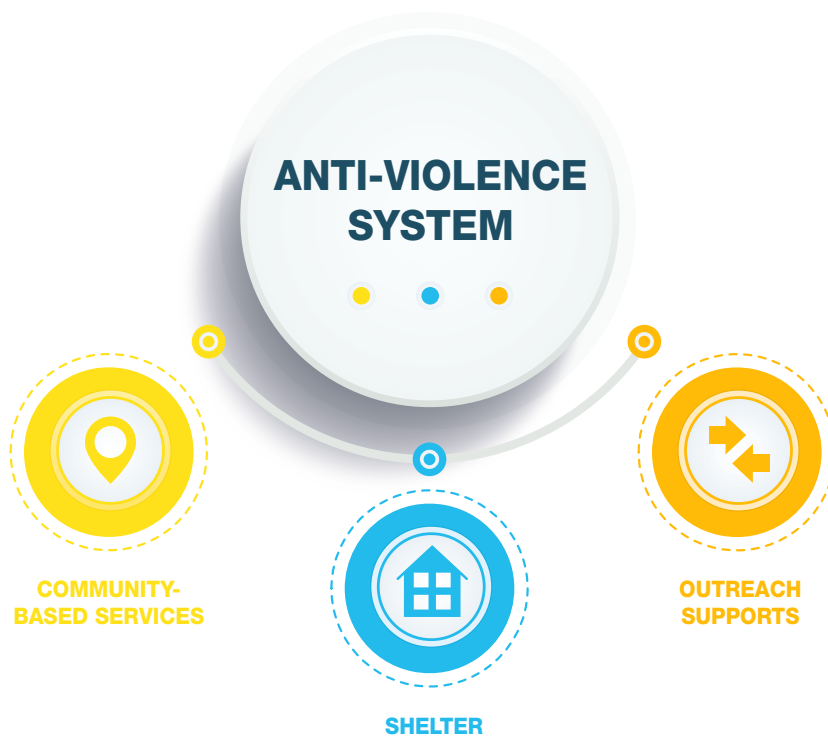 ANTI-VIOLENCE
SYSTEM
COMMUNITY-
BASED SERVICES
SHELTER
OUTREACH
SUPPORTS